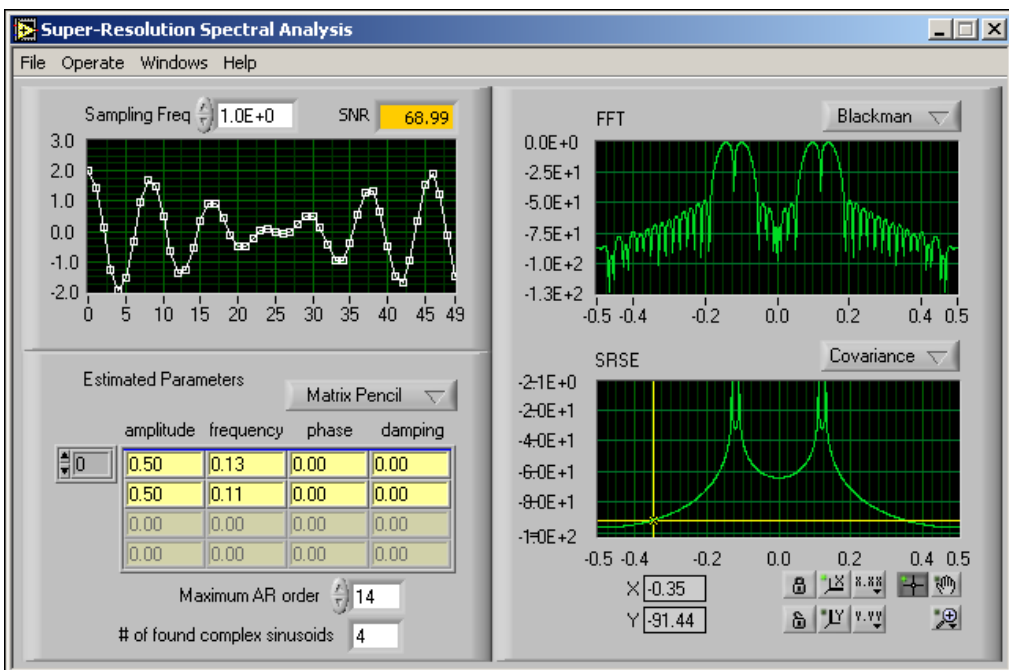 Super-Resolution Spectral Analysis
File Operate Windows Help
Sampling Freq 1.0E+0 SNR 68.99
3.0
2.0
1.0
0.0
-1.0
-2.0
0 5 10 15 20 25 30 35 40 45 49
Estimated Parameters
Matrix Pencil
amplitude frequency phase damping
0 0.50 0.13 0.00 0.00
0.50 0.11 0.00 0.00
0.00 0.00 0.00 0.00
0.00 0.00 0.00 0.00
Maximum AR order 14
# of found complex sinusoids 4
FFT Blackman
0.0E+0
-2.5E+1
-5.0E+1
-7.5E+1
-1.0E+2
-1.3E+2
-0.5 -0.4 -0.2 0.0 0.2 0.4 0.5
SRSE Covariance
-2.1E+0
-2.0E+1
-4.0E+1
-6.0E+1
-8.0E+1
-1.0E+2
-0.5 -0.4 -0.2 0.0 0.2 0.4 0.5
X -0.35
Y -91.44
X X.XX
Y Y.YY